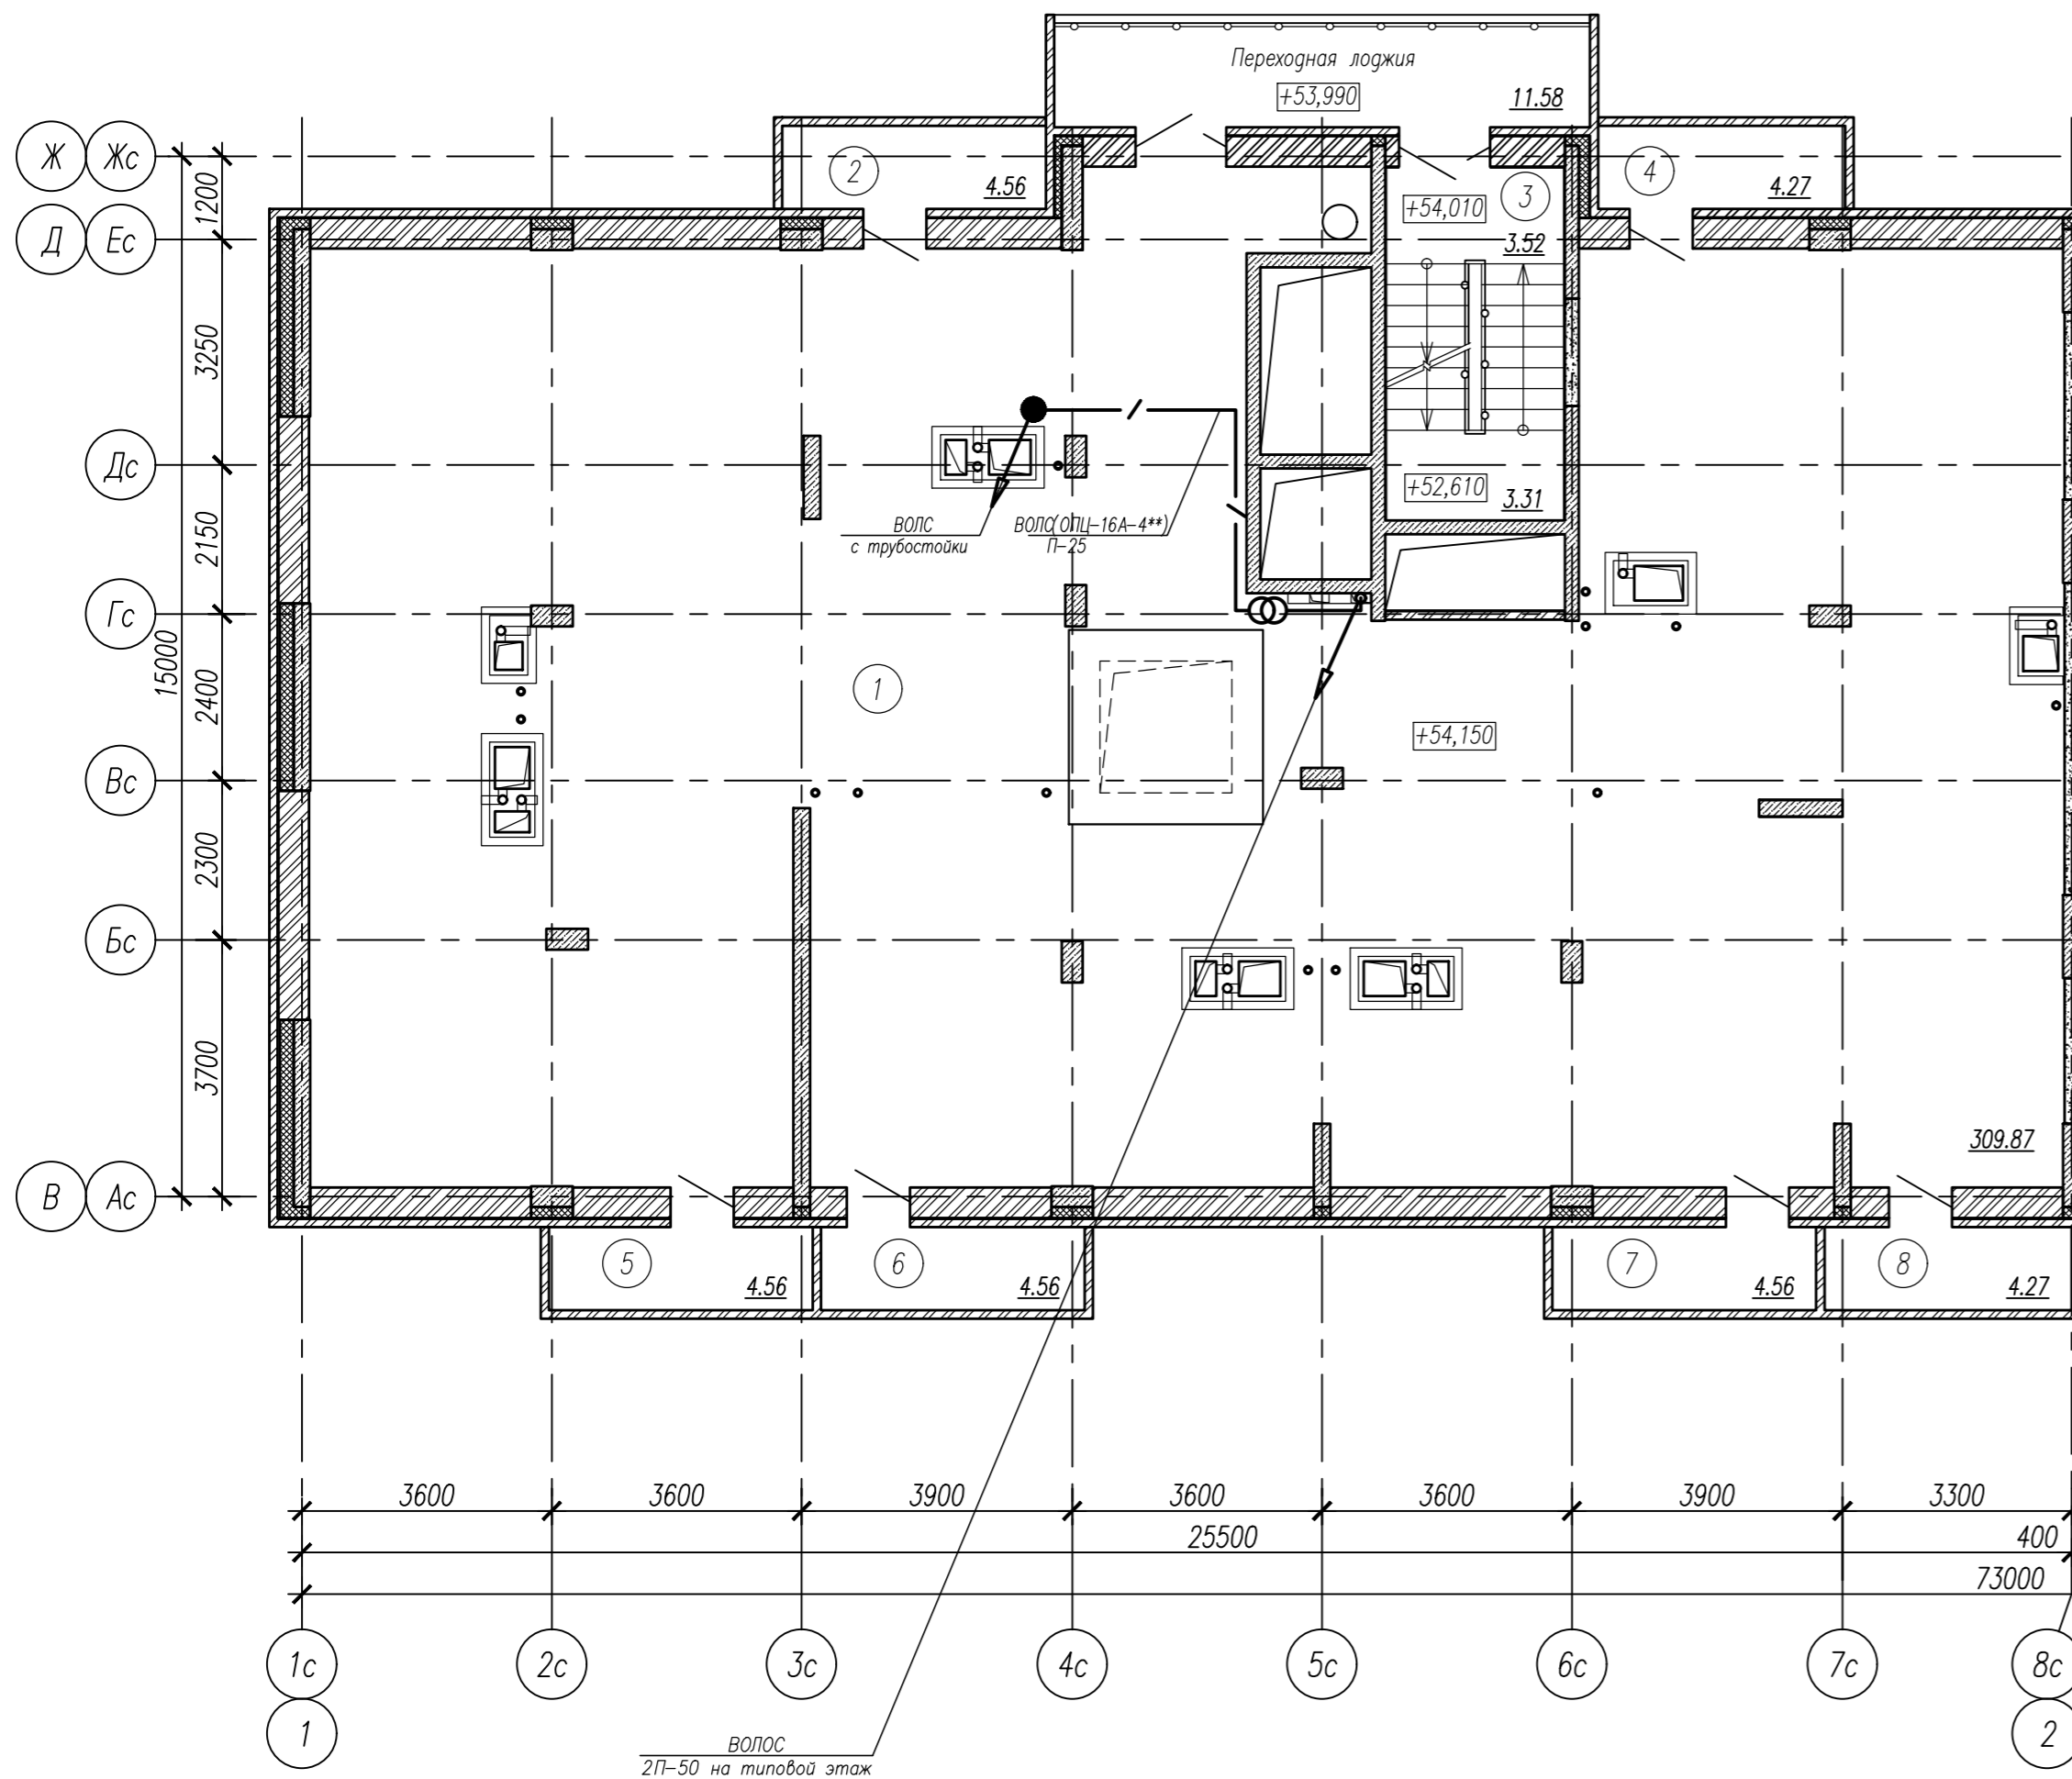 Переходная лоджия
+53,990
11.58
Ж Жс
2
4.56
+54,010
3
4
4.27
1200
Д Ес
3.52
3250
Дс
+52,610
3.31
ВОЛС
с трубостойки
ВОЛС(ОПЦ-16А-4**)
П-25
2150
Гс
15000
2400
1
+54,150
Вс
2300
Бс
3700
309.87
В Ас
5
4.56
6
4.56
7
4.56
8
4.27
3600 3600 3900 3600 3600 3900 3300
25500 400
73000
1с 2с 3с 4с 5с 6с 7с 8с
1 2
ВОЛОС
2П-50 на типовой этаж